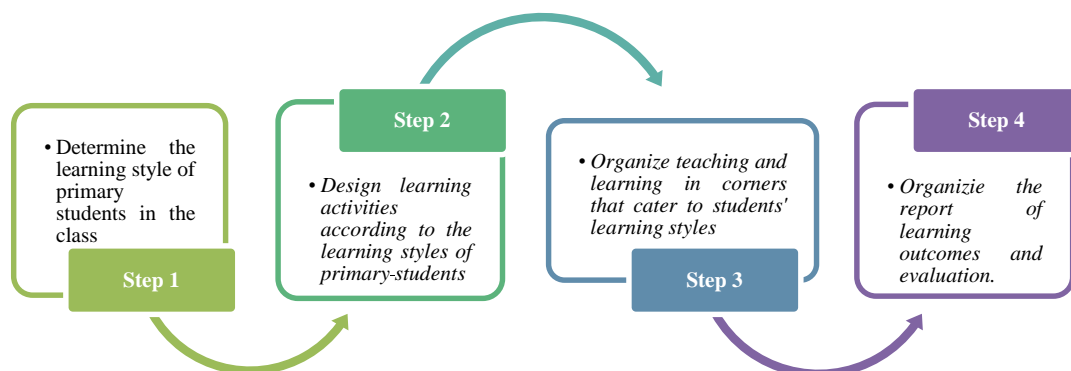 • Determine the
learning style of
primary
students in the
class
Step 1
Step 2
• Design learning
activities
according to the
learning styles of
primary-students
• Organize teaching and
learning in corners
that cater to students'
learning styles
Step 3
Step 4
• Organizie the
report of
learning
outcomes and
evaluation.